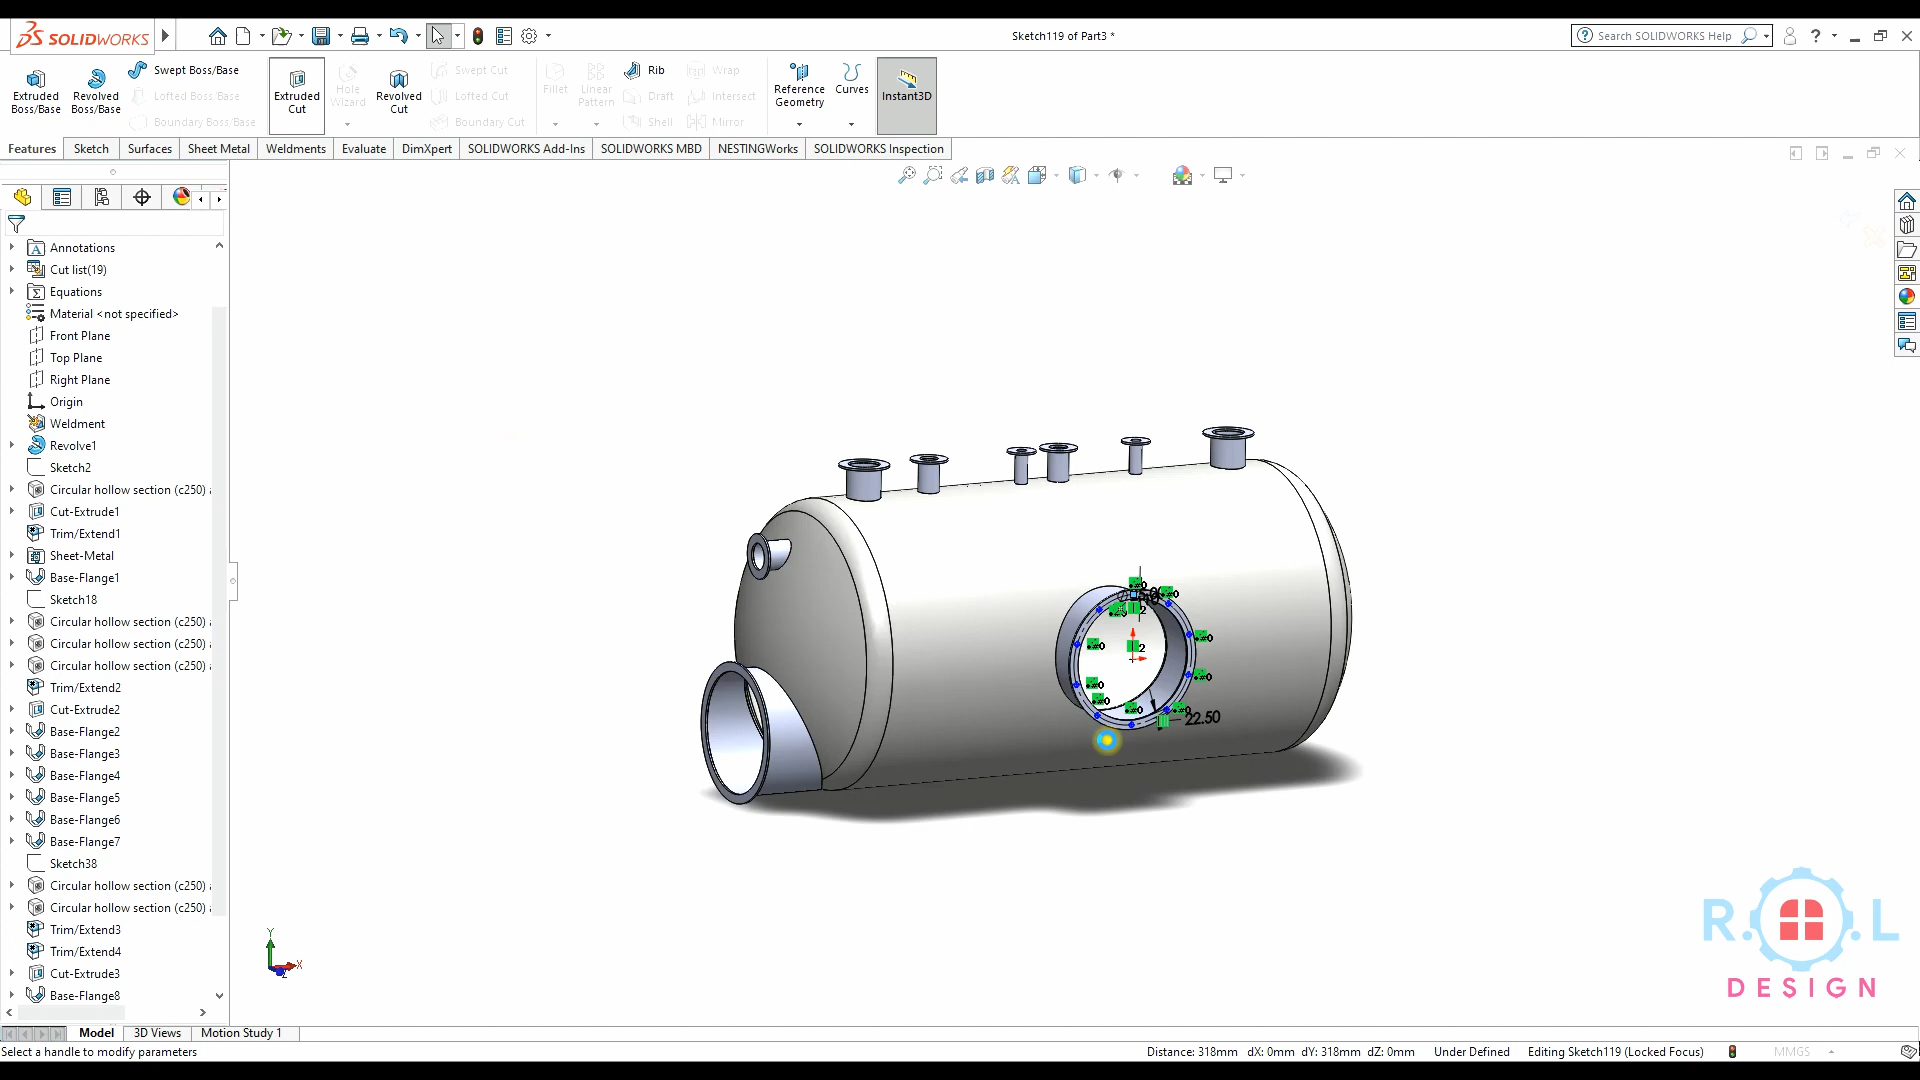 SOLIDWORKS
Sketch119 of Part3 *
Search SOLIDWORKS Help
Extruded Boss/Base
Revolved Boss/Base
Swept Boss/Base
Lofted Boss/Base
Boundary Boss/Base
Extruded Cut
Hole Wizard
Revolved Cut
Swept Cut
Lofted Cut
Boundary Cut
Fillet
Linear Pattern
Rib
Draft
Shell
Wrap
Intersect
Mirror
Reference Geometry
Curves
Instant3D
Features
Sketch
Surfaces
Sheet Metal
Weldments
Evaluate
DimXpert
SOLIDWORKS Add-Ins
SOLIDWORKS MBD
NESTINGWorks
SOLIDWORKS Inspection
Annotations
Cut list(19)
Equations
Material <not specified>
Front Plane
Top Plane
Right Plane
Origin
Weldment
Revolve1
Sketch2
Circular hollow section (c250)
Cut-Extrude1
Trim/Extend1
Sheet-Metal
Base-Flange1
Sketch18
Circular hollow section (c250)
Circular hollow section (c250)
Circular hollow section (c250)
Trim/Extend2
Cut-Extrude2
Base-Flange2
Base-Flange3
Base-Flange4
Base-Flange5
Base-Flange6
Base-Flange7
Sketch38
Circular hollow section (c250)
Circular hollow section (c250)
Trim/Extend3
Trim/Extend4
Cut-Extrude3
Base-Flange8
22.50
Y
X
Z
R.
.L
DESIGN
Model
3D Views
Motion Study 1
Select a handle to modify parameters
Distance: 318mm dX: 0mm dY: 318mm dZ: 0mm
Under Defined
Editing Sketch119 (Locked Focus)
MMGS